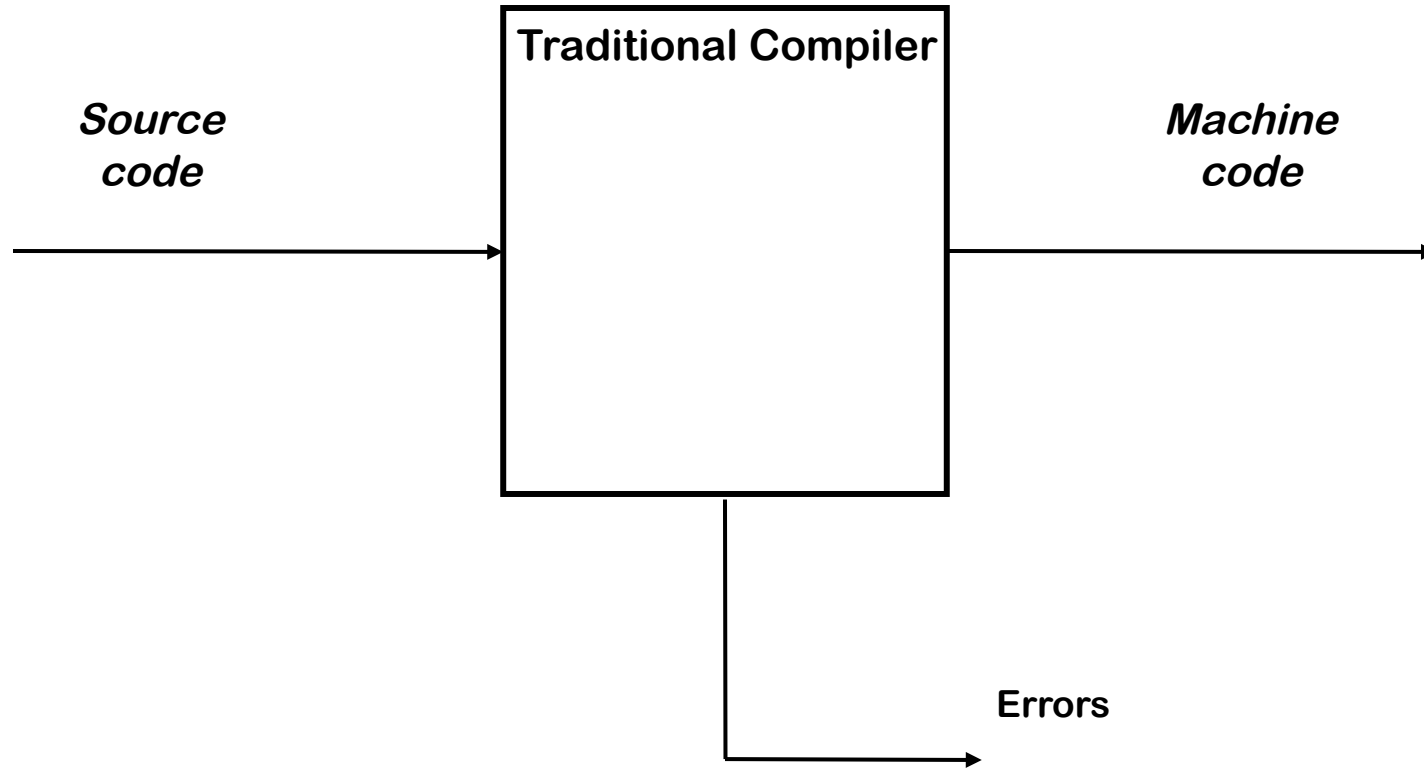 Traditional Compiler
Source
code
Machine
code
Errors